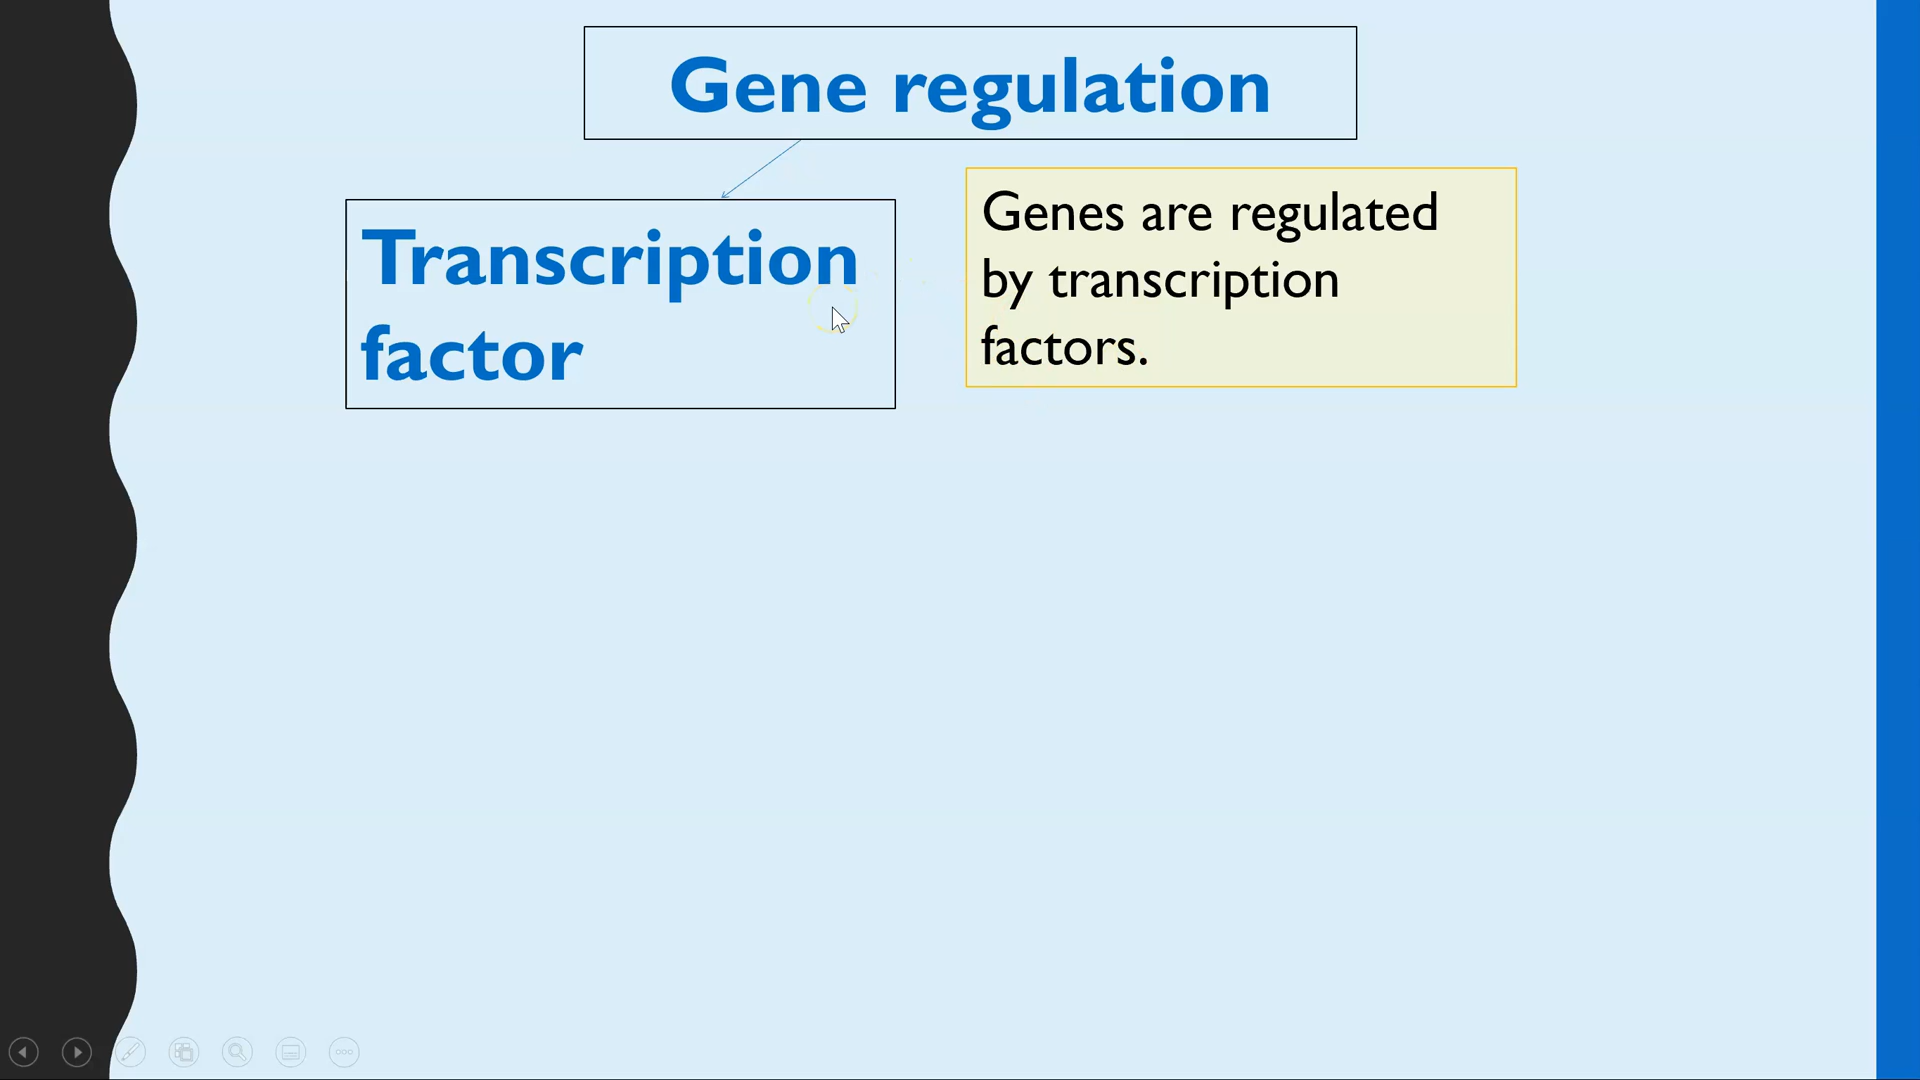 Gene regulation
Transcription
factor
Genes are regulated
by transcription
factors.